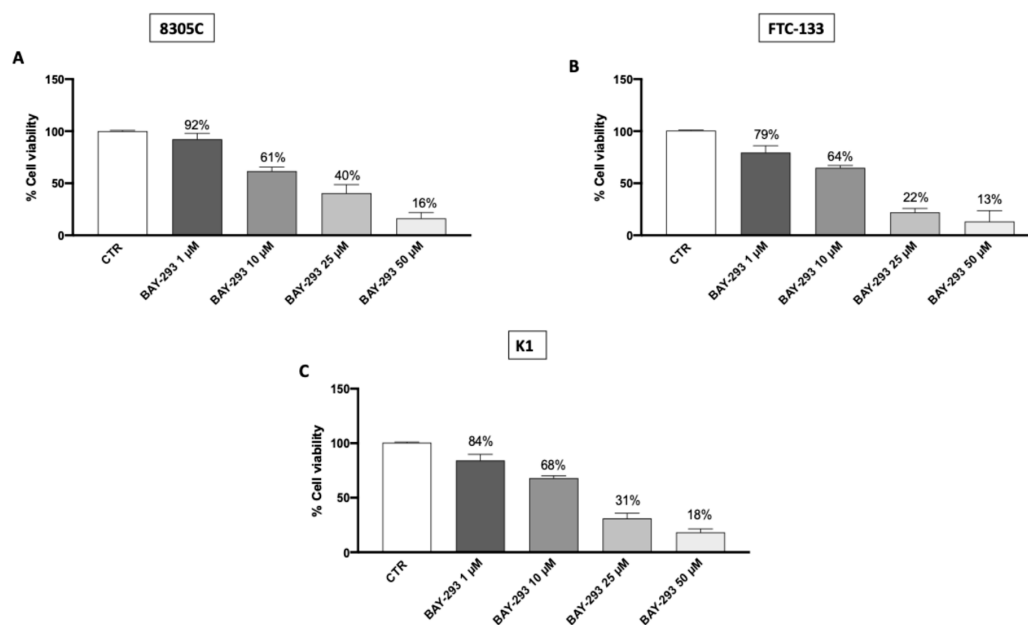 8305C
A
% Cell viability
150
100
50
0
92%
61%
40%
16%
CTR
BAY-293 1 µM
BAY-293 10 µM
BAY-293 25 µM
BAY-293 50 µM
FTC-133
B
% Cell viability
150
100
50
0
79%
64%
22%
13%
CTR
BAY-293 1 µM
BAY-293 10 µM
BAY-293 25 µM
BAY-293 50 µM
K1
C
% Cell viability
150
100
50
0
84%
68%
31%
18%
CTR
BAY-293 1 µM
BAY-293 10 µM
BAY-293 25 µM
BAY-293 50 µM